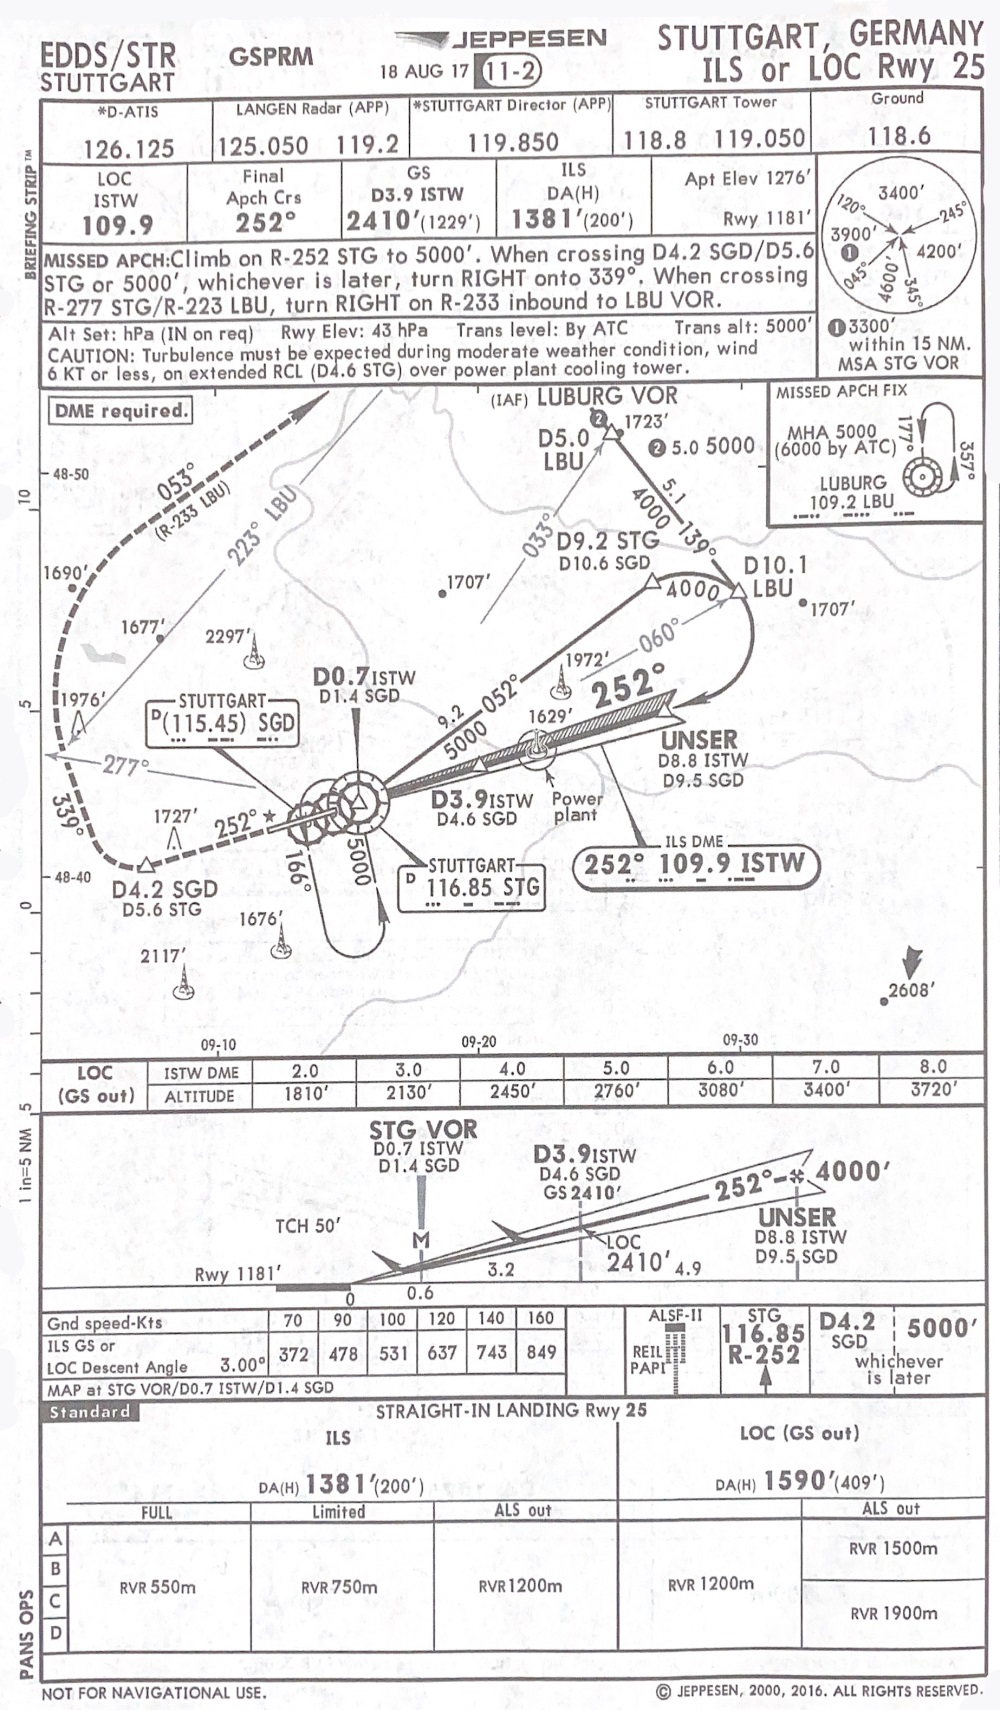 EDDS/STR
STUTTGART
GSPRM
JEPPESEN
18 AUG 17 (11-2)
STUTTGART, GERMANY
ILS or LOC Rwy 25
BRIEFING STRIP™
*D-ATIS
126.125
LANGEN Radar (APP)
125.050 119.2
*STUTTGART Director (APP)
119.850
STUTTGART Tower
118.8 119.050
Ground
118.6
LOC
ISTW
109.9
Final
Apch Crs
252°
GS
D3.9 ISTW
2410′(1229′)
ILS
DA(H)
1381′(200′)
Apt Elev 1276′
Rwy 1181′
MISSED APCH:Climb on R-252 STG to 5000′. When crossing D4.2 SGD/D5.6
STG or 5000′, whichever is later, turn RIGHT onto 339°. When crossing
R-277 STG/R-223 LBU, turn RIGHT on R-233 inbound to LBU VOR.
Alt Set: hPa (IN on req) Rwy Elev: 43 hPa Trans level: By ATC Trans alt: 5000′
CAUTION: Turbulence must be expected during moderate weather condition, wind
6 KT or less, on extended RCL (D4.6 STG) over power plant cooling tower.
3400′
120°
245°
3900′
1
4200′
045°
4600′
345°
1 3300′
within 15 NM.
MSA STG VOR
DME required.
(IAF) LUBURG VOR
2
1723′
D5.0
LBU
2 5.0 5000
MISSED APCH FIX
MHA 5000
(6000 by ATC)
177°
357°
LUBURG
109.2 LBU
48-50
10
053°
(R-233 LBU)
223° LBU
033°
5.1
4000
139°
D9.2 STG
D10.6 SGD
4000
D10.1
LBU
1707′
1690′
1707′
1677′
2297′
060°
1972′
252°
1629′
D0.7ISTW
D1.4 SGD
052°
9.2
5000
5
1976′
STUTTGART
D (115.45) SGD
UNSER
D8.8 ISTW
D9.5 SGD
277°
D3.9ISTW
D4.6 SGD
Power
plant
339°
1727′
252°
ILS DME
252° 109.9 ISTW
166°
5000
STUTTGART
D 116.85 STG
48-40
D4.2 SGD
D5.6 STG
0
1676′
2117′
2608′
09-10
09-20
09-30
5
1 in=5 NM
LOC
(GS out)
ISTW DME 2.0 3.0 4.0 5.0 6.0 7.0 8.0
ALTITUDE 1810′ 2130′ 2450′ 2760′ 3080′ 3400′ 3720′
STG VOR
D0.7 ISTW
D1.4 SGD
D3.9ISTW
D4.6 SGD
GS 2410′
252° 4000′
UNSER
D8.8 ISTW
D9.5 SGD
TCH 50′
M
LOC
2410′
4.9
3.2
Rwy 1181′
0
0.6
Gnd speed-Kts 70 90 100 120 140 160
ILS GS or
LOC Descent Angle 3.00° 372 478 531 637 743 849
MAP at STG VOR/D0.7 ISTW/D1.4 SGD
ALSF-II
REIL
PAPI
STG
116.85
R-252
D4.2
SGD
5000′
whichever
is later
Standard
STRAIGHT-IN LANDING Rwy 25
ILS
LOC (GS out)
DA(H) 1381′(200′)
DA(H) 1590′(409′)
FULL Limited ALS out
ALS out
A
B
C
D
RVR 550m
RVR 750m
RVR 1200m
RVR 1200m
RVR 1500m
RVR 1900m
PANS OPS
NOT FOR NAVIGATIONAL USE.
© JEPPESEN, 2000, 2016. ALL RIGHTS RESERVED.